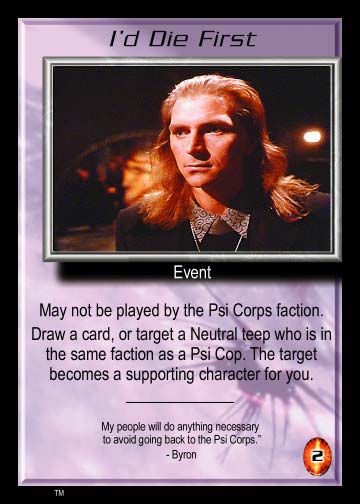 I'd Die First
Event
May not be played by the Psi Corps faction.
Draw a card, or target a Neutral teep who is in
the same faction as a Psi Cop. The target
becomes a supporting character for you.
My people will do anything necessary
to avoid going back to the Psi Corps.”
- Byron
2
TM